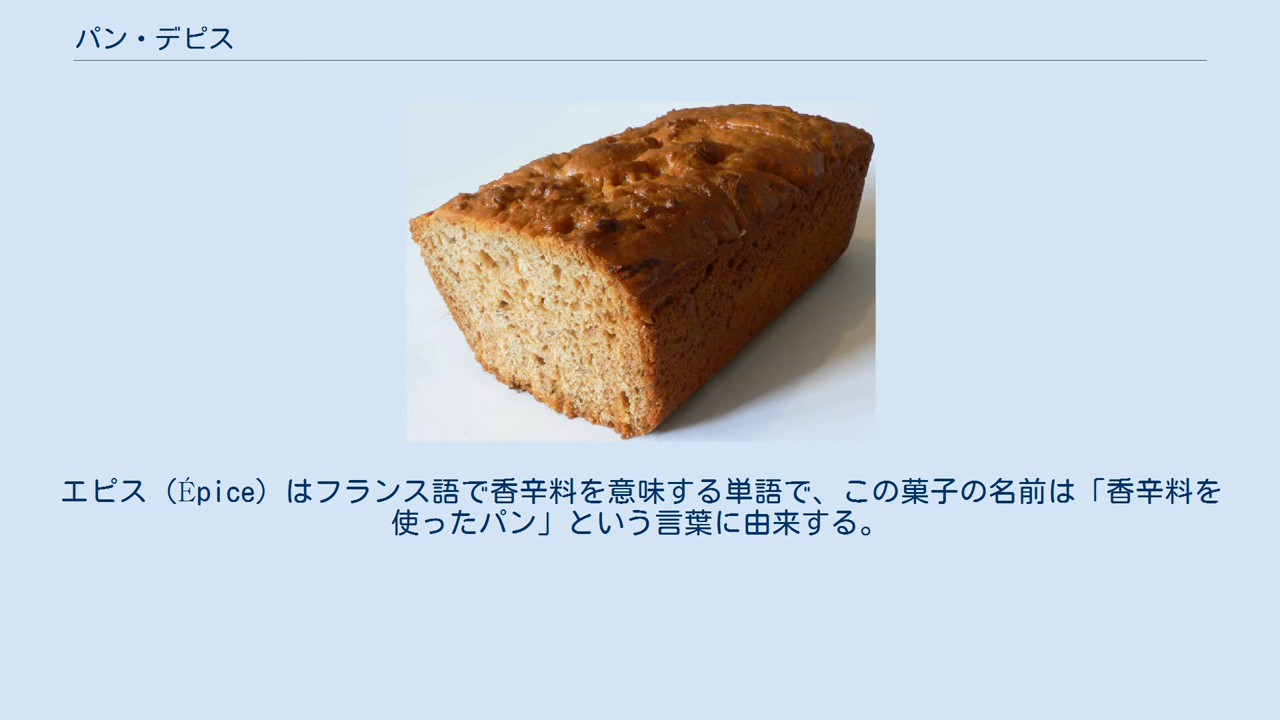 パン・デピス
エピス（Épice）はフランス語で香辛料を意味する単語で、この菓子の名前は「香辛料を
使ったパン」という言葉に由来する。